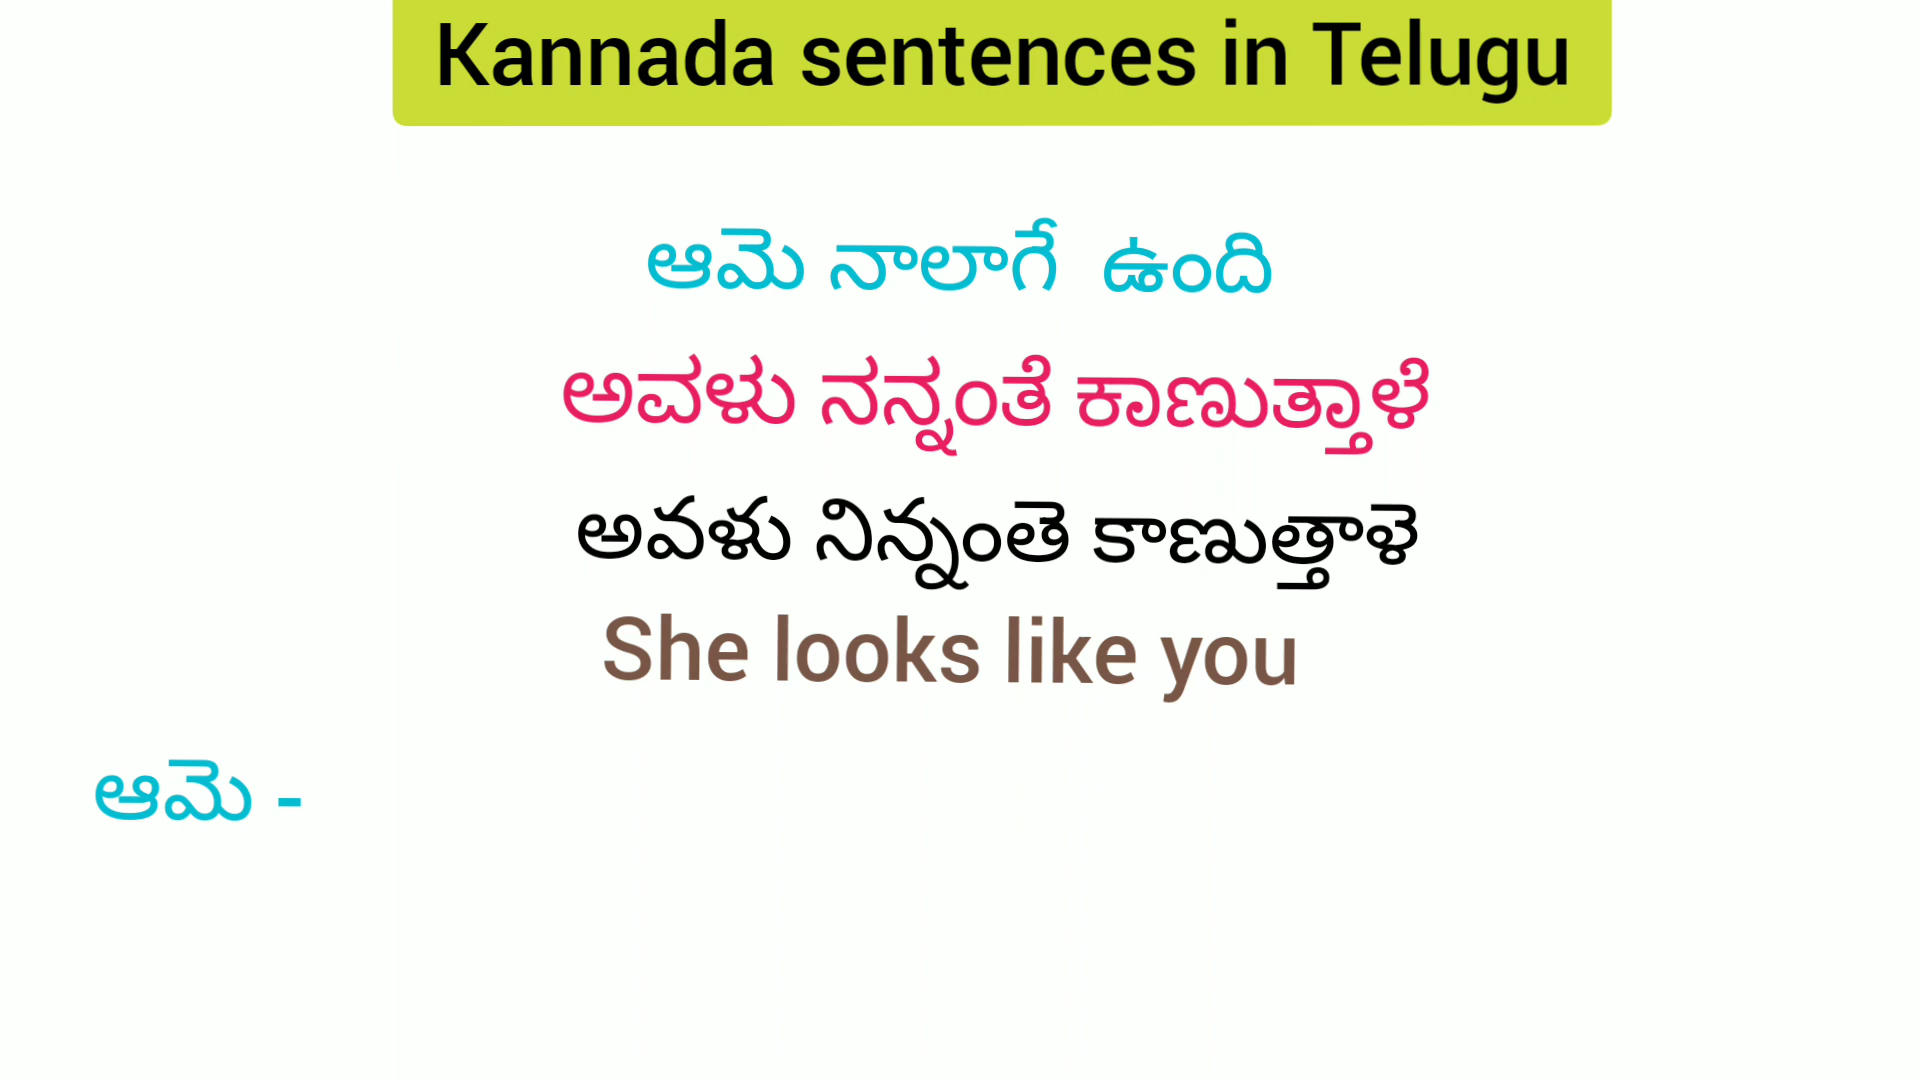 Kannada sentences in Telugu
ఆమె నాలాగే ఉంది
ಅವಳು ನನ್ನಂತೆ ಕಾಣುತ್ತಾಳೆ
అవళు నిన్నంతె కాణుత్తాళె
She looks like you
ఆమె -